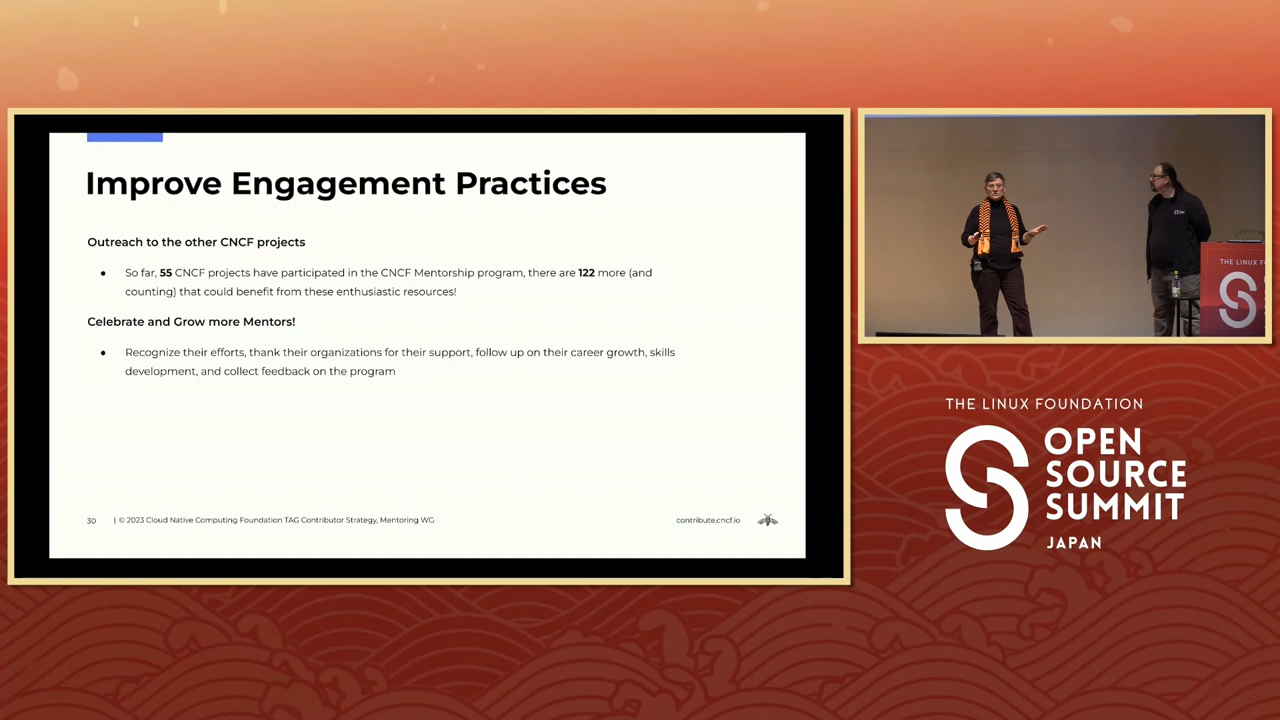 Improve Engagement Practices
Outreach to the other CNCF projects
● So far, 55 CNCF projects have participated in the CNCF Mentorship program, there are 122 more (and
counting) that could benefit from these enthusiastic resources!
Celebrate and Grow more Mentors!
● Recognize their efforts, thank their organizations for their support, follow up on their career growth, skills
development, and collect feedback on the program
30 | © 2023 Cloud Native Computing Foundation TAG Contributor Strategy, Mentoring WG
contribute.cncf.io
THE LINUX
THE LINUX FOUNDATION
OPEN
SOURCE
SUMMIT
JAPAN